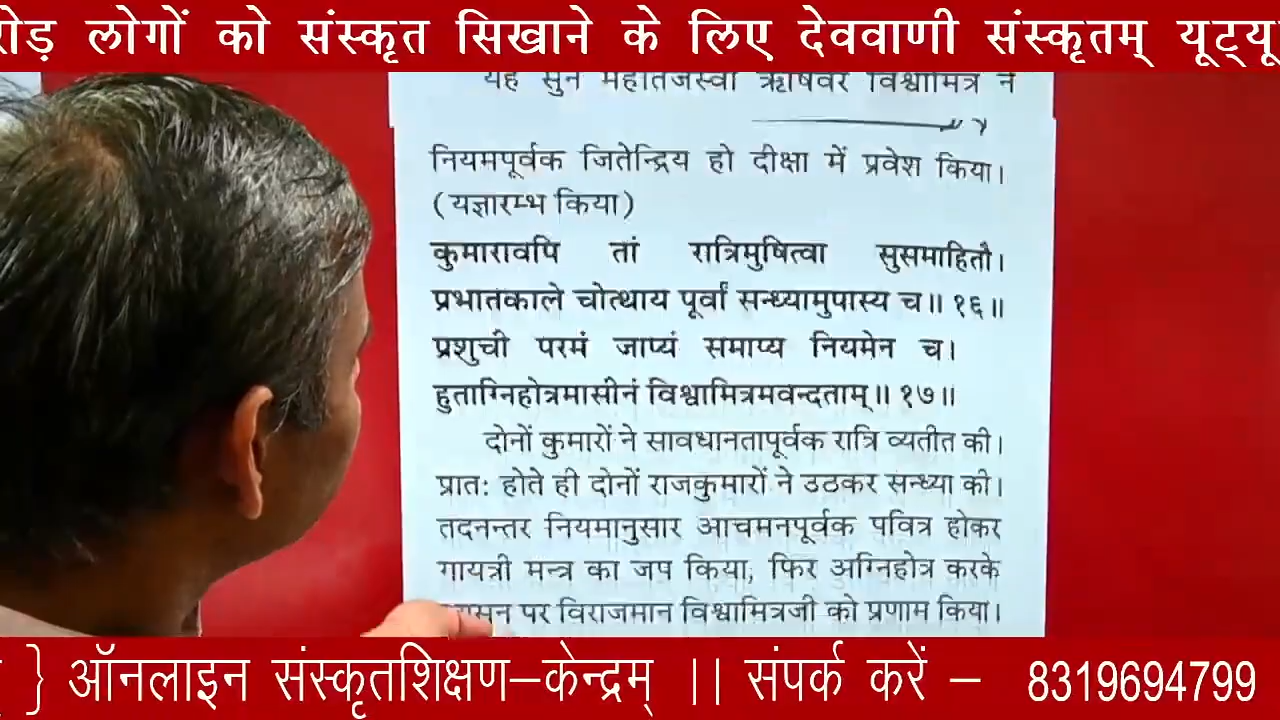 रोड़ लोगों को संस्कृत सिखाने के लिए देववाणी संस्कृतम् यूट्यू
यह सुन महातेजस्वी ऋषिवर विश्वामित्र ने
नियमपूर्वक जितेन्द्रिय हो दीक्षा में प्रवेश किया।
(यज्ञारम्भ किया)
कुमारावपि तां रात्रिमुषित्वा सुसमाहितौ।
प्रभातकाले चोत्थाय पूर्वां सन्ध्यामुपास्य च॥ १६॥
प्रशुची परमं जाप्यं समाप्य नियमेन च।
हुताग्निहोत्रमासीनं विश्वामित्रमवन्दताम्॥ १७॥
दोनों कुमारों ने सावधानतापूर्वक रात्रि व्यतीत की।
प्रातः होते ही दोनों राजकुमारों ने उठकर सन्ध्या की।
तदनन्तर नियमानुसार आचमनपूर्वक पवित्र होकर
गायत्री मन्त्र का जप किया, फिर अग्निहोत्र करके
पर विराजमान विश्वामित्रजी को प्रणाम किया।
} ऑनलाइन संस्कृतशिक्षण-केन्द्रम् || संपर्क करें - 8319694799